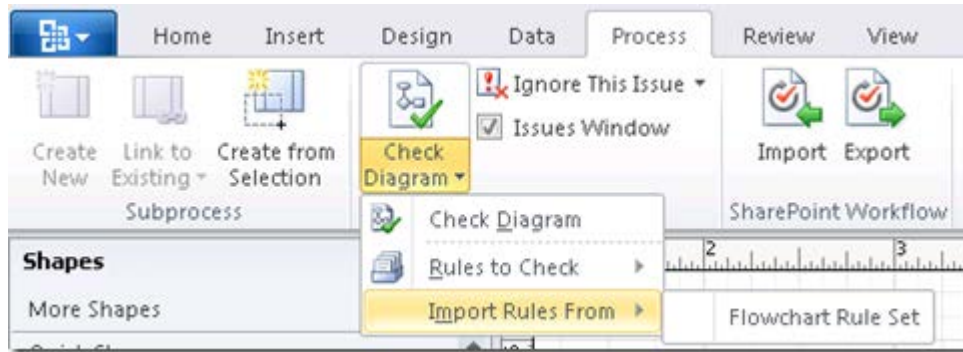 Home Insert Design Data Process Review View
Create New
Link to Existing
Create from Selection
Subprocess
Check Diagram
Ignore This Issue
Issues Window
Import Export
SharePoint Workflow
Check Diagram
Rules to Check
Import Rules From
Flowchart Rule Set
Shapes
More Shapes
2 3